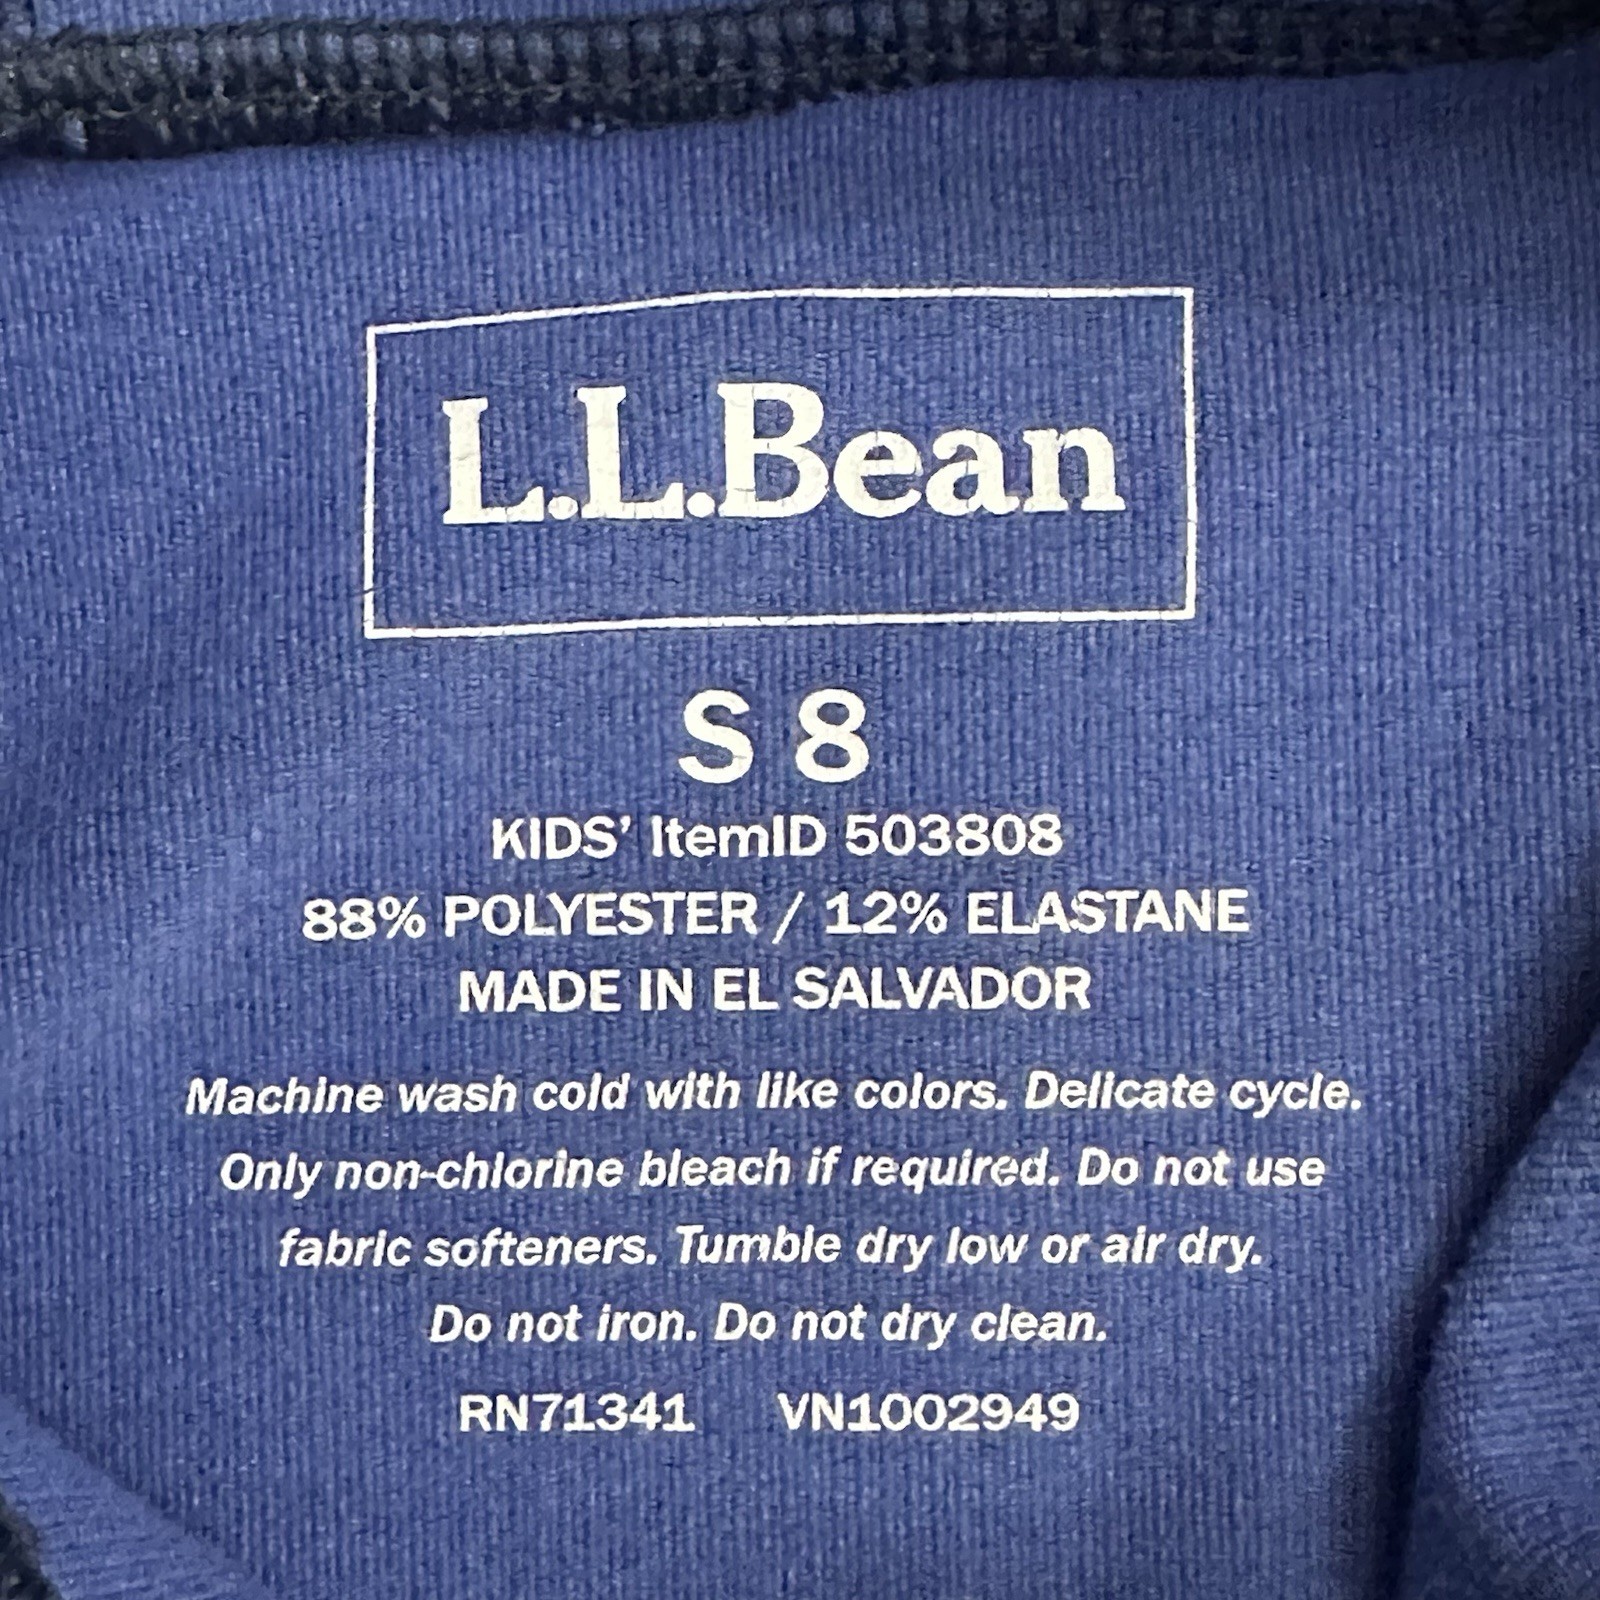 L.L.Bean
S 8
KIDS’ ItemID 503808
88% POLYESTER / 12% ELASTANE
MADE IN EL SALVADOR
Machine wash cold with like colors. Delicate cycle.
Only non-chlorine bleach if required. Do not use
fabric softeners. Tumble dry low or air dry.
Do not iron. Do not dry clean.
RN71341 VN1002949